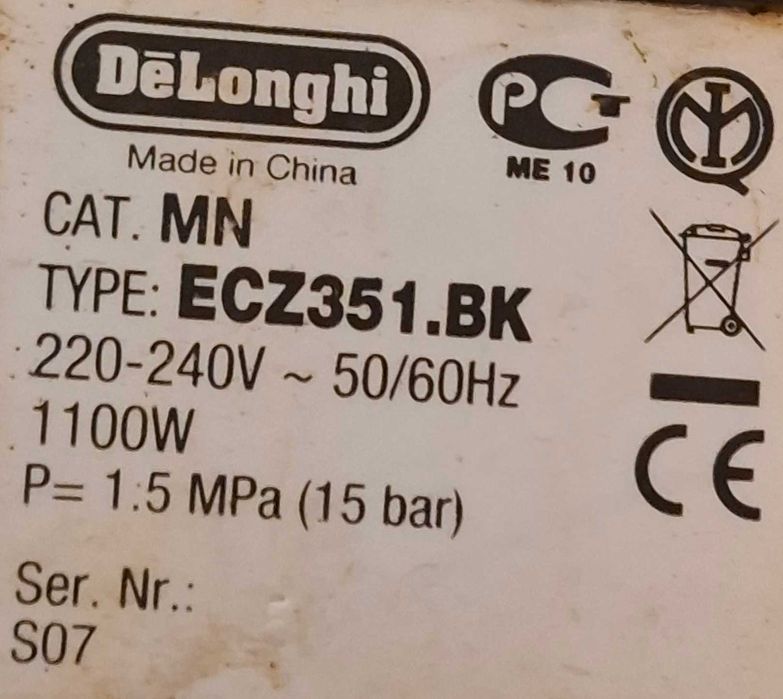 DēLonghi
PCT
ME 10
Made in China
CAT. MN
TYPE: ECZ351.BK
220-240V ~ 50/60Hz
1100W
P= 1.5 MPa (15 bar)
CE
Ser. Nr.:
S07